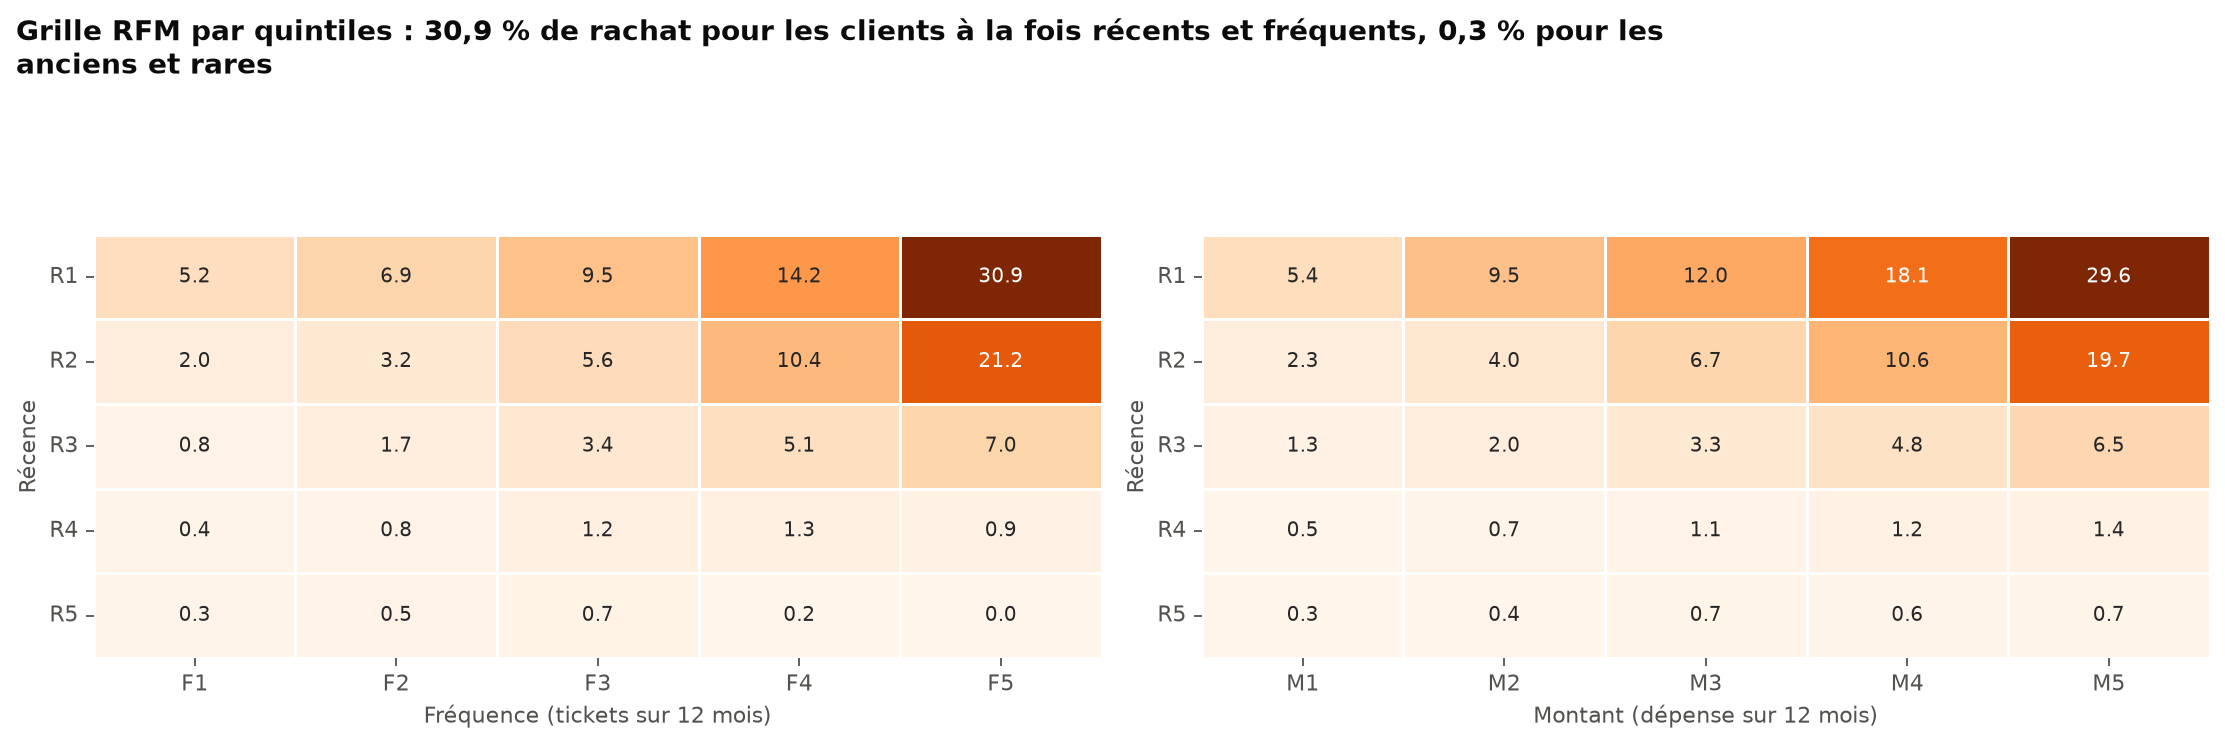 Grille RFM par quintiles : 30,9 % de rachat pour les clients à la fois récents et fréquents, 0,3 % pour les
anciens et rares
Récence
R1 5.2 6.9 9.5 14.2 30.9
R2 2.0 3.2 5.6 10.4 21.2
R3 0.8 1.7 3.4 5.1 7.0
R4 0.4 0.8 1.2 1.3 0.9
R5 0.3 0.5 0.7 0.2 0.0
F1 F2 F3 F4 F5
Fréquence (tickets sur 12 mois)
Récence
R1 5.4 9.5 12.0 18.1 29.6
R2 2.3 4.0 6.7 10.6 19.7
R3 1.3 2.0 3.3 4.8 6.5
R4 0.5 0.7 1.1 1.2 1.4
R5 0.3 0.4 0.7 0.6 0.7
M1 M2 M3 M4 M5
Montant (dépense sur 12 mois)